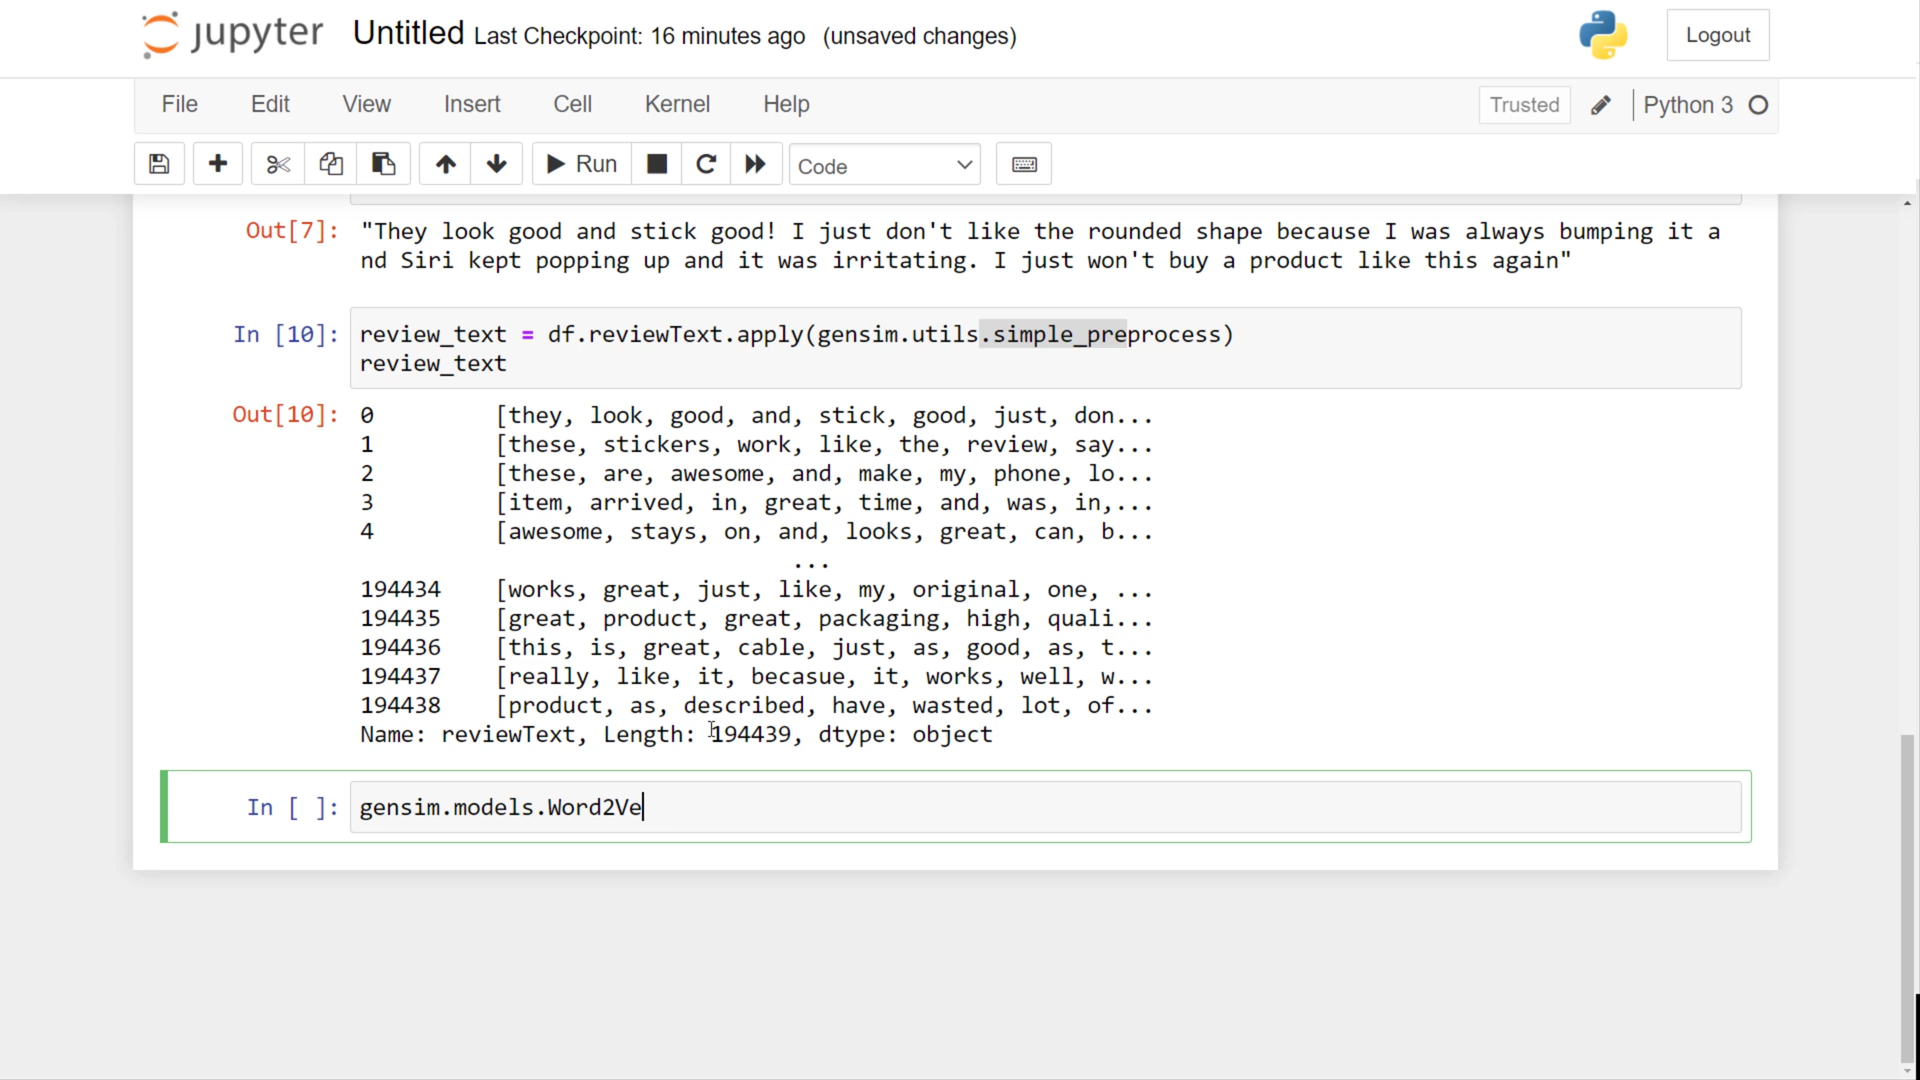 jupyter Untitled Last Checkpoint: 16 minutes ago (unsaved changes) Logout
File Edit View Insert Cell Kernel Help Trusted Python 3
Run Code
Out[7]: "They look good and stick good! I just don't like the rounded shape because I was always bumping it a
nd Siri kept popping up and it was irritating. I just won't buy a product like this again"
In [10]: review_text = df.reviewText.apply(gensim.utils.simple_preprocess)
review_text
Out[10]: 0 [they, look, good, and, stick, good, just, don...
1 [these, stickers, work, like, the, review, say...
2 [these, are, awesome, and, make, my, phone, lo...
3 [item, arrived, in, great, time, and, was, in,...
4 [awesome, stays, on, and, looks, great, can, b...
...
194434 [works, great, just, like, my, original, one, ...
194435 [great, product, great, packaging, high, quali...
194436 [this, is, great, cable, just, as, good, as, t...
194437 [really, like, it, becasue, it, works, well, w...
194438 [product, as, described, have, wasted, lot, of...
Name: reviewText, Length: 194439, dtype: object
In [ ]: gensim.models.Word2Ve